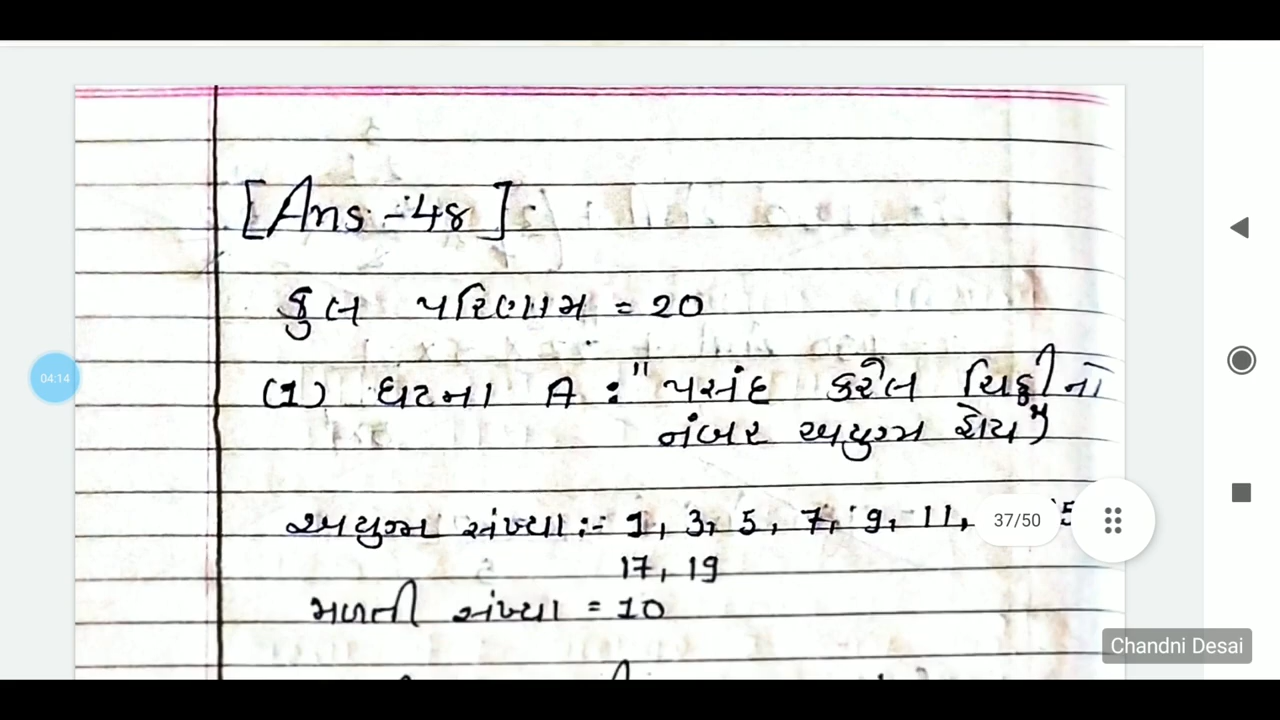 [Ans - 48]
કુલ પરિણામ = 20
04:14
(1) ઘટના A : "પસંદ કરેલ ચિઠ્ઠીનો
નંબર અયુગ્મ હોય"
અયુગ્મ સંખ્યા :- 1, 3, 5, 7, 9, 11, 5
37/50
17, 19
મળતી સંખ્યા = 10
Chandni Desai